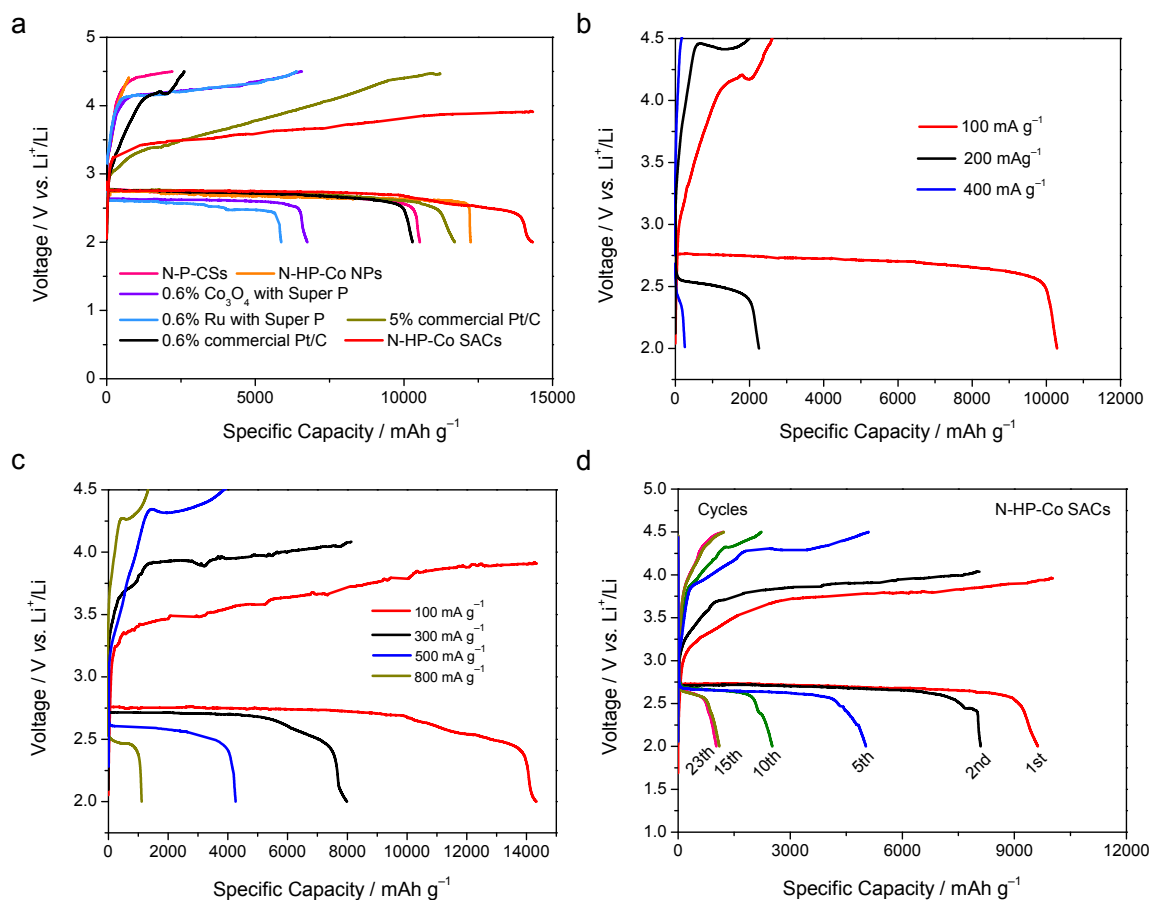 a
5
4
3
2
1
0
Voltage / V vs. Li⁺/Li
N-P-CSs N-HP-Co NPs
0.6% Co₃O₄ with Super P
0.6% Ru with Super P 5% commercial Pt/C
0.6% commercial Pt/C N-HP-Co SACs
0 5000 10000 15000
Specific Capacity / mAh g⁻¹
b
4.5
4.0
3.5
3.0
2.5
2.0
Voltage / V vs. Li⁺/Li
100 mA g⁻¹
200 mAg⁻¹
400 mA g⁻¹
0 2000 4000 6000 8000 10000 12000
Specific Capacity / mAh g⁻¹
c
4.5
4.0
3.5
3.0
2.5
2.0
Voltage / V vs. Li⁺/Li
100 mA g⁻¹
300 mA g⁻¹
500 mA g⁻¹
800 mA g⁻¹
0 2000 4000 6000 8000 10000 12000 14000
Specific Capacity / mAh g⁻¹
d
5.0
4.5
4.0
3.5
3.0
2.5
2.0
1.5
1.0
Voltage / V vs. Li⁺/Li
Cycles N-HP-Co SACs
23th 15th 10th 5th 2nd 1st
0 3000 6000 9000 12000
Specific Capacity / mAh g⁻¹